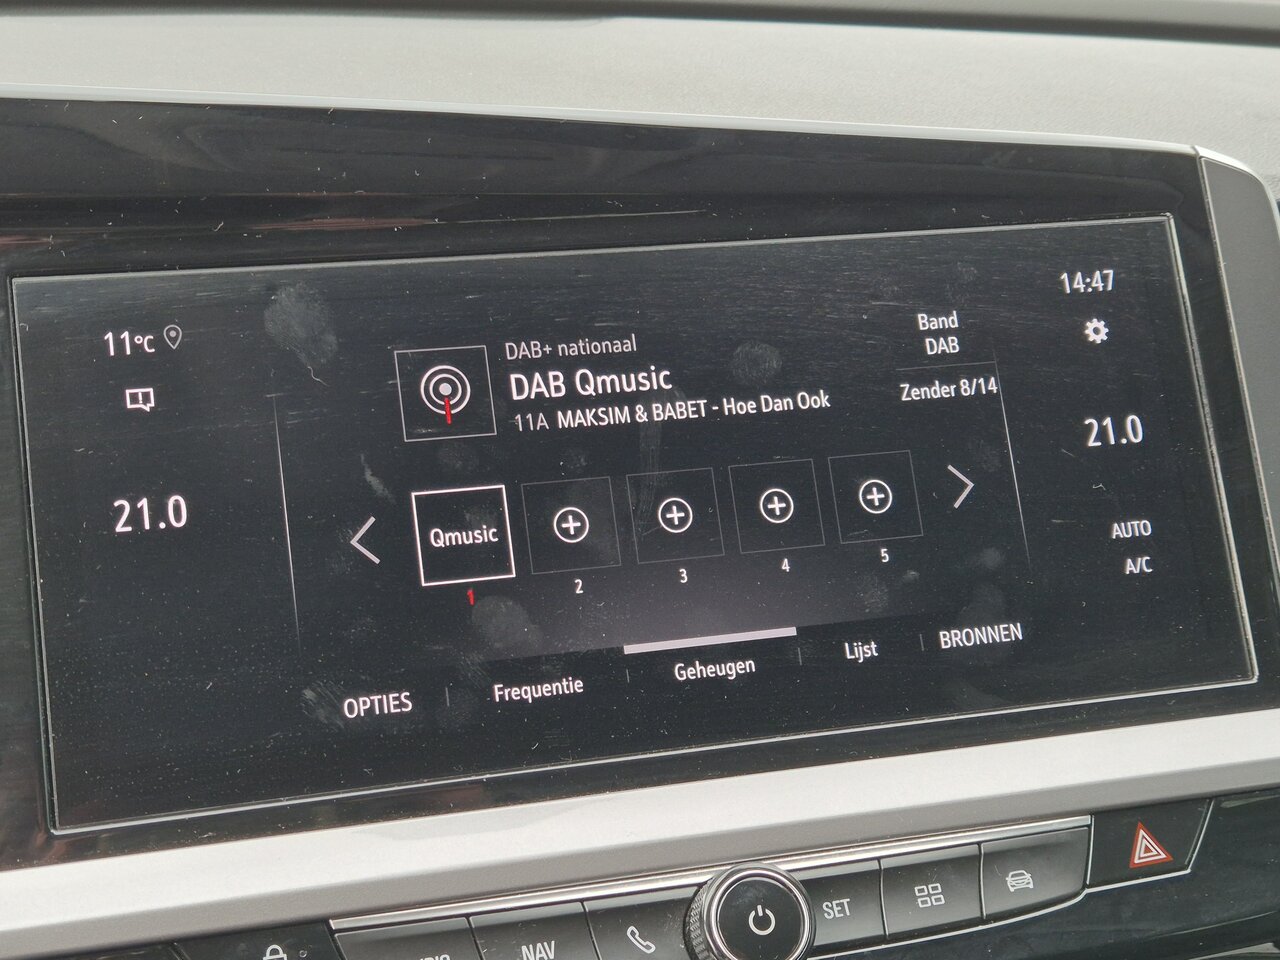 14:47
11°C
DAB+ nationaal
DAB Qmusic
11A MAKSIM & BABET - Hoe Dan Ook
Band
DAB
Zender 8/14
21.0
21.0
Qmusic
1
2
3
4
5
AUTO
A/C
OPTIES
Frequentie
Geheugen
Lijst
BRONNEN
NAV
SET